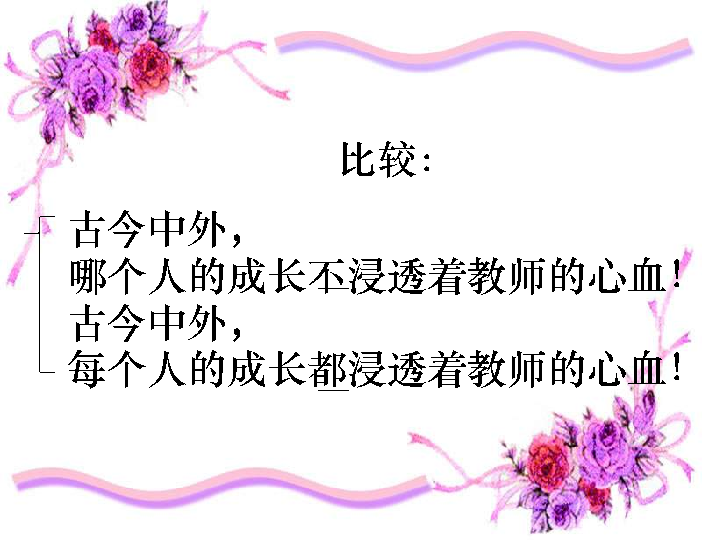 比较:
古今中外，
哪个人的成长不浸透着教师的心血！
古今中外，
每个人的成长都浸透着教师的心血！